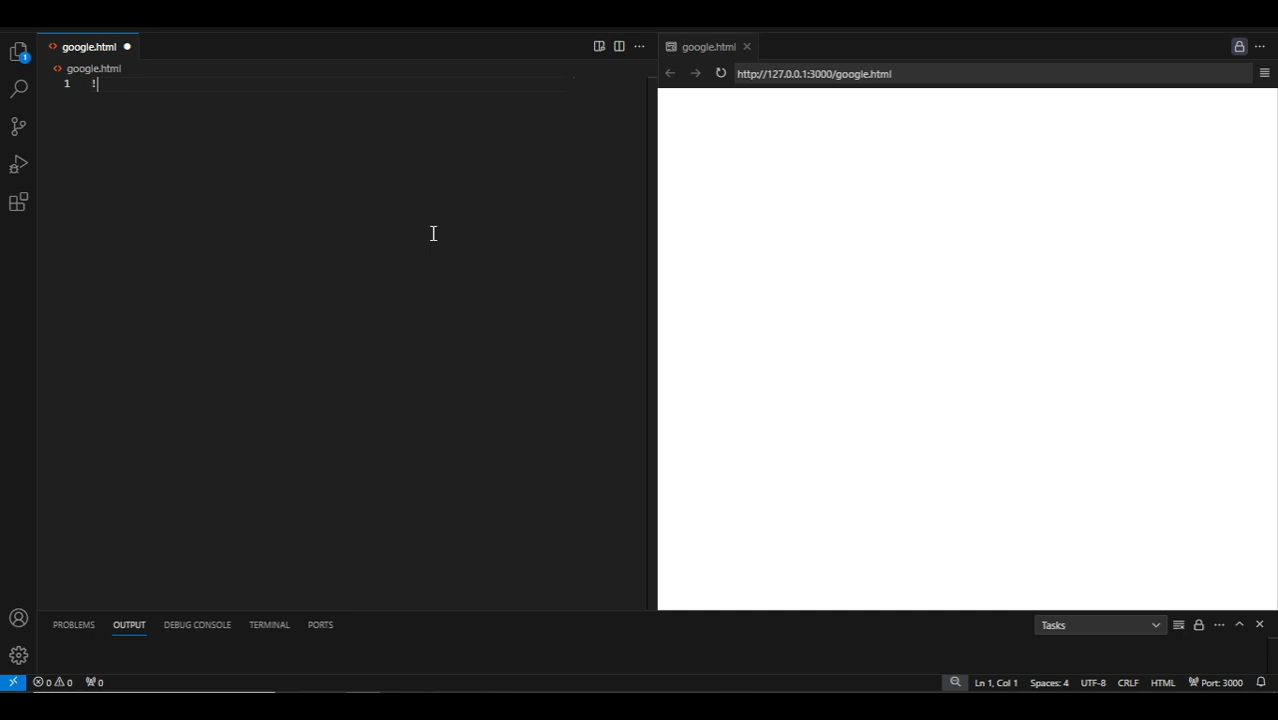 google.html
google.html
http://127.0.0.1:3000/google.html
google.html
1 !
1
PROBLEMS OUTPUT DEBUG CONSOLE TERMINAL PORTS
Tasks
0 0 0
Ln 1, Col 1 Spaces: 4 UTF-8 CRLF HTML Port: 3000